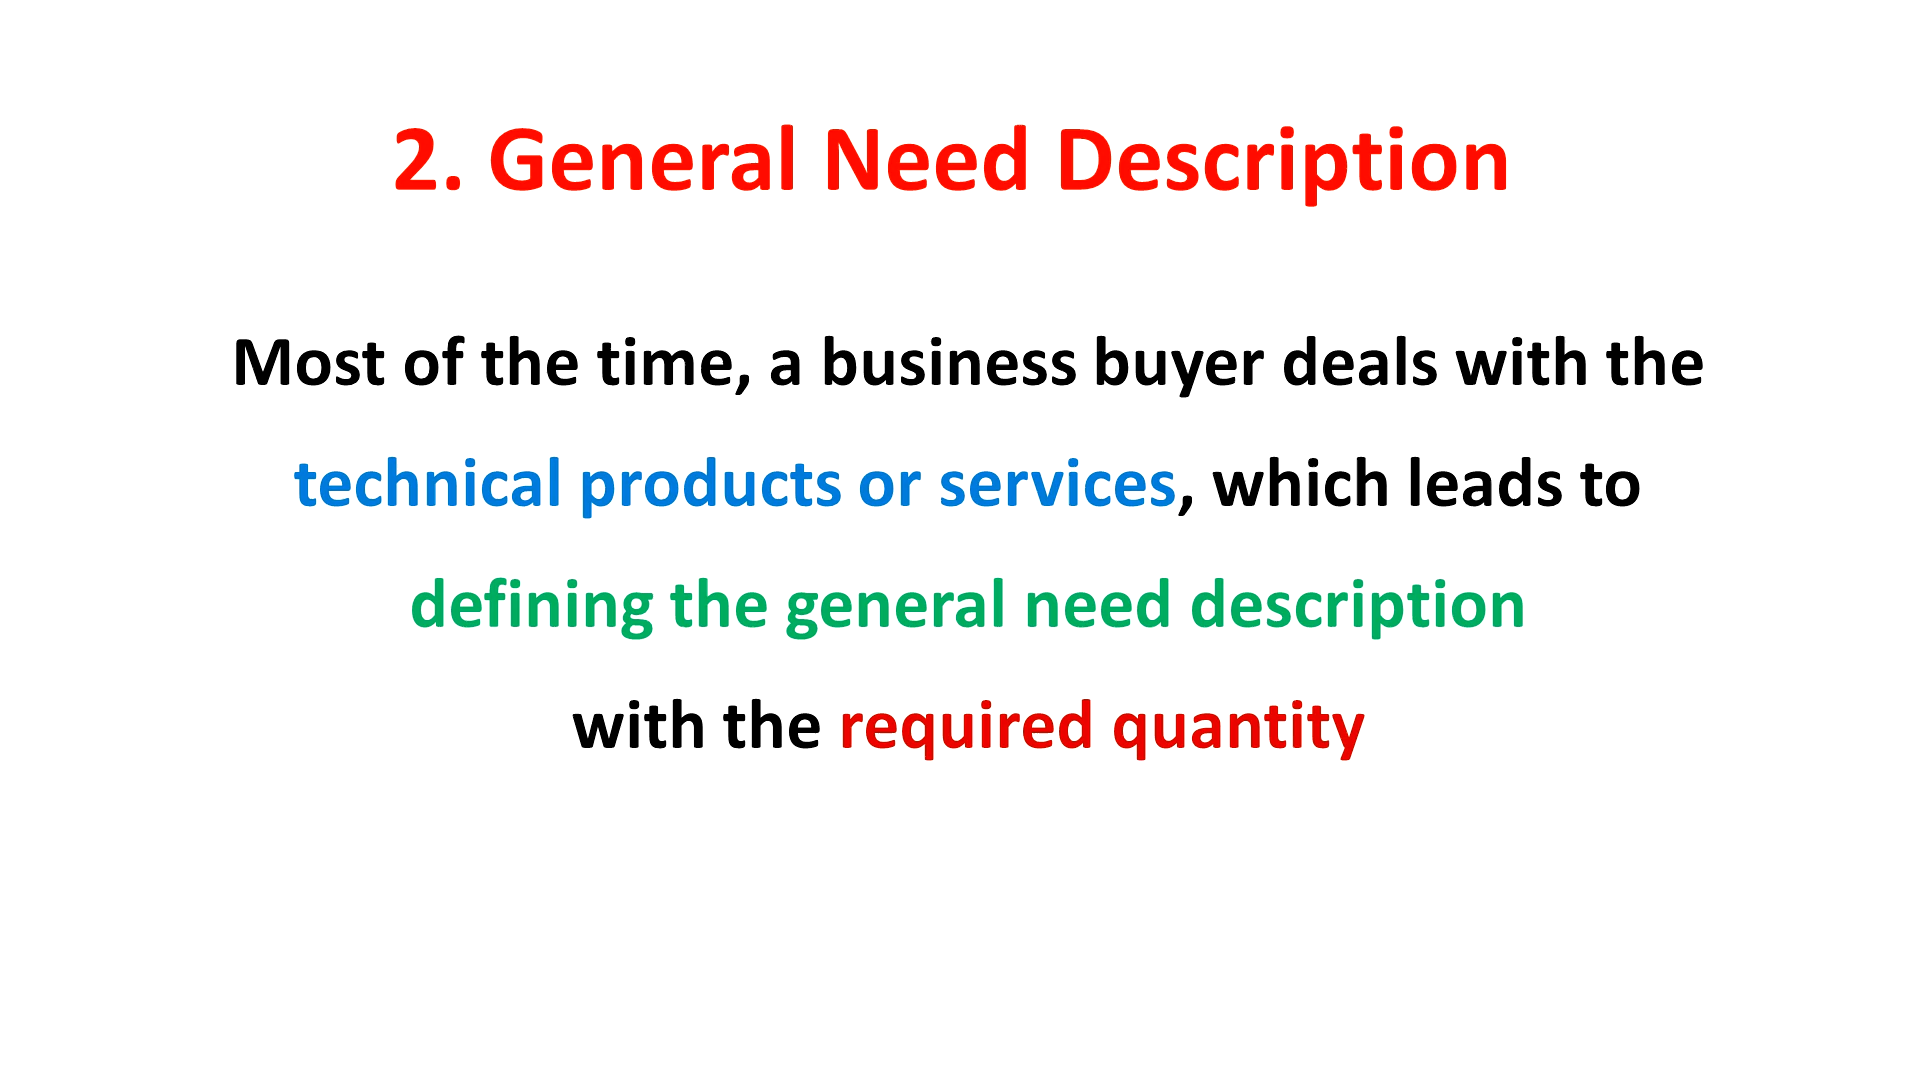 2. General Need Description
Most of the time, a business buyer deals with the
technical products or services, which leads to
defining the general need description
with the required quantity